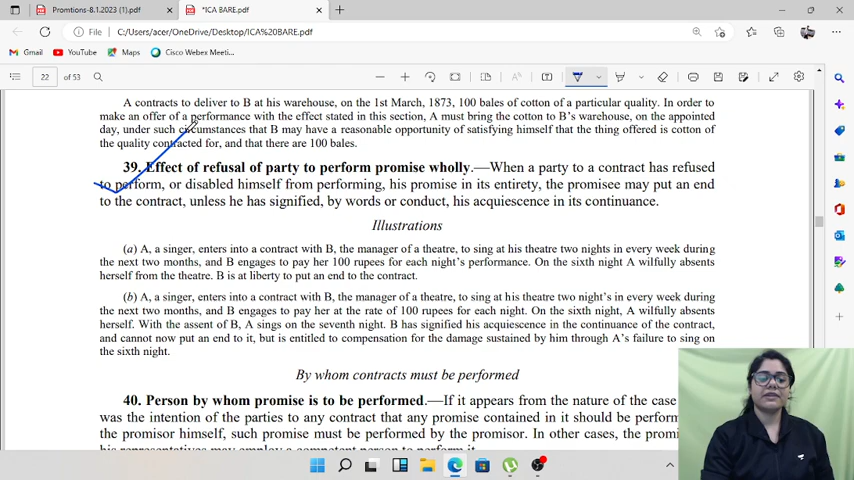 Promtions-8.1.2023 (1).pdf
*ICA BARE.pdf
File
C:/Users/acer/OneDrive/Desktop/ICA%20BARE.pdf
Gmail
YouTube
Maps
Cisco Webex Meeti...
22 of 53
A contracts to deliver to B at his warehouse, on the 1st March, 1873, 100 bales of cotton of a particular quality. In order to
make an offer of a performance with the effect stated in this section, A must bring the cotton to B's warehouse, on the appointed
day, under such circumstances that B may have a reasonable opportunity of satisfying himself that the thing offered is cotton of
the quality contracted for, and that there are 100 bales.
39. Effect of refusal of party to perform promise wholly.—When a party to a contract has refused
to perform, or disabled himself from performing, his promise in its entirety, the promisee may put an end
to the contract, unless he has signified, by words or conduct, his acquiescence in its continuance.
Illustrations
(a) A, a singer, enters into a contract with B, the manager of a theatre, to sing at his theatre two nights in every week during
the next two months, and B engages to pay her 100 rupees for each night's performance. On the sixth night A wilfully absents
herself from the theatre. B is at liberty to put an end to the contract.
(b) A, a singer, enters into a contract with B, the manager of a theatre, to sing at his theatre two night's in every week during
the next two months, and B engages to pay her at the rate of 100 rupees for each night. On the sixth night, A wilfully absents
herself. With the assent of B, A sings on the seventh night. B has signified his acquiescence in the continuance of the contract,
and cannot now put an end to it, but is entitled to compensation for the damage sustained by him through A's failure to sing on
the sixth night.
By whom contracts must be performed
40. Person by whom promise is to be performed.—If it appears from the nature of the case
was the intention of the parties to any contract that any promise contained in it should be perform
the promisor himself, such promise must be performed by the promisor. In other cases, the promi
his representatives may employ a competent person to perform it.